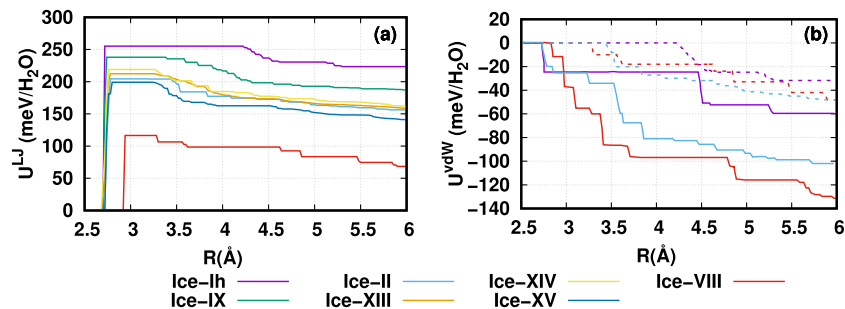 (a)
U^LJ (meV/H₂O)
300
250
200
150
100
50
0
2.5 3 3.5 4 4.5 5 5.5 6
R(Å)
(b)
U^vdW (meV/H₂O)
20
0
−20
−40
−60
−80
−100
−120
−140
2.5 3 3.5 4 4.5 5 5.5 6
R(Å)
Ice−Ih Ice−II Ice−XIV Ice−VIII
Ice−IX Ice−XIII Ice−XV